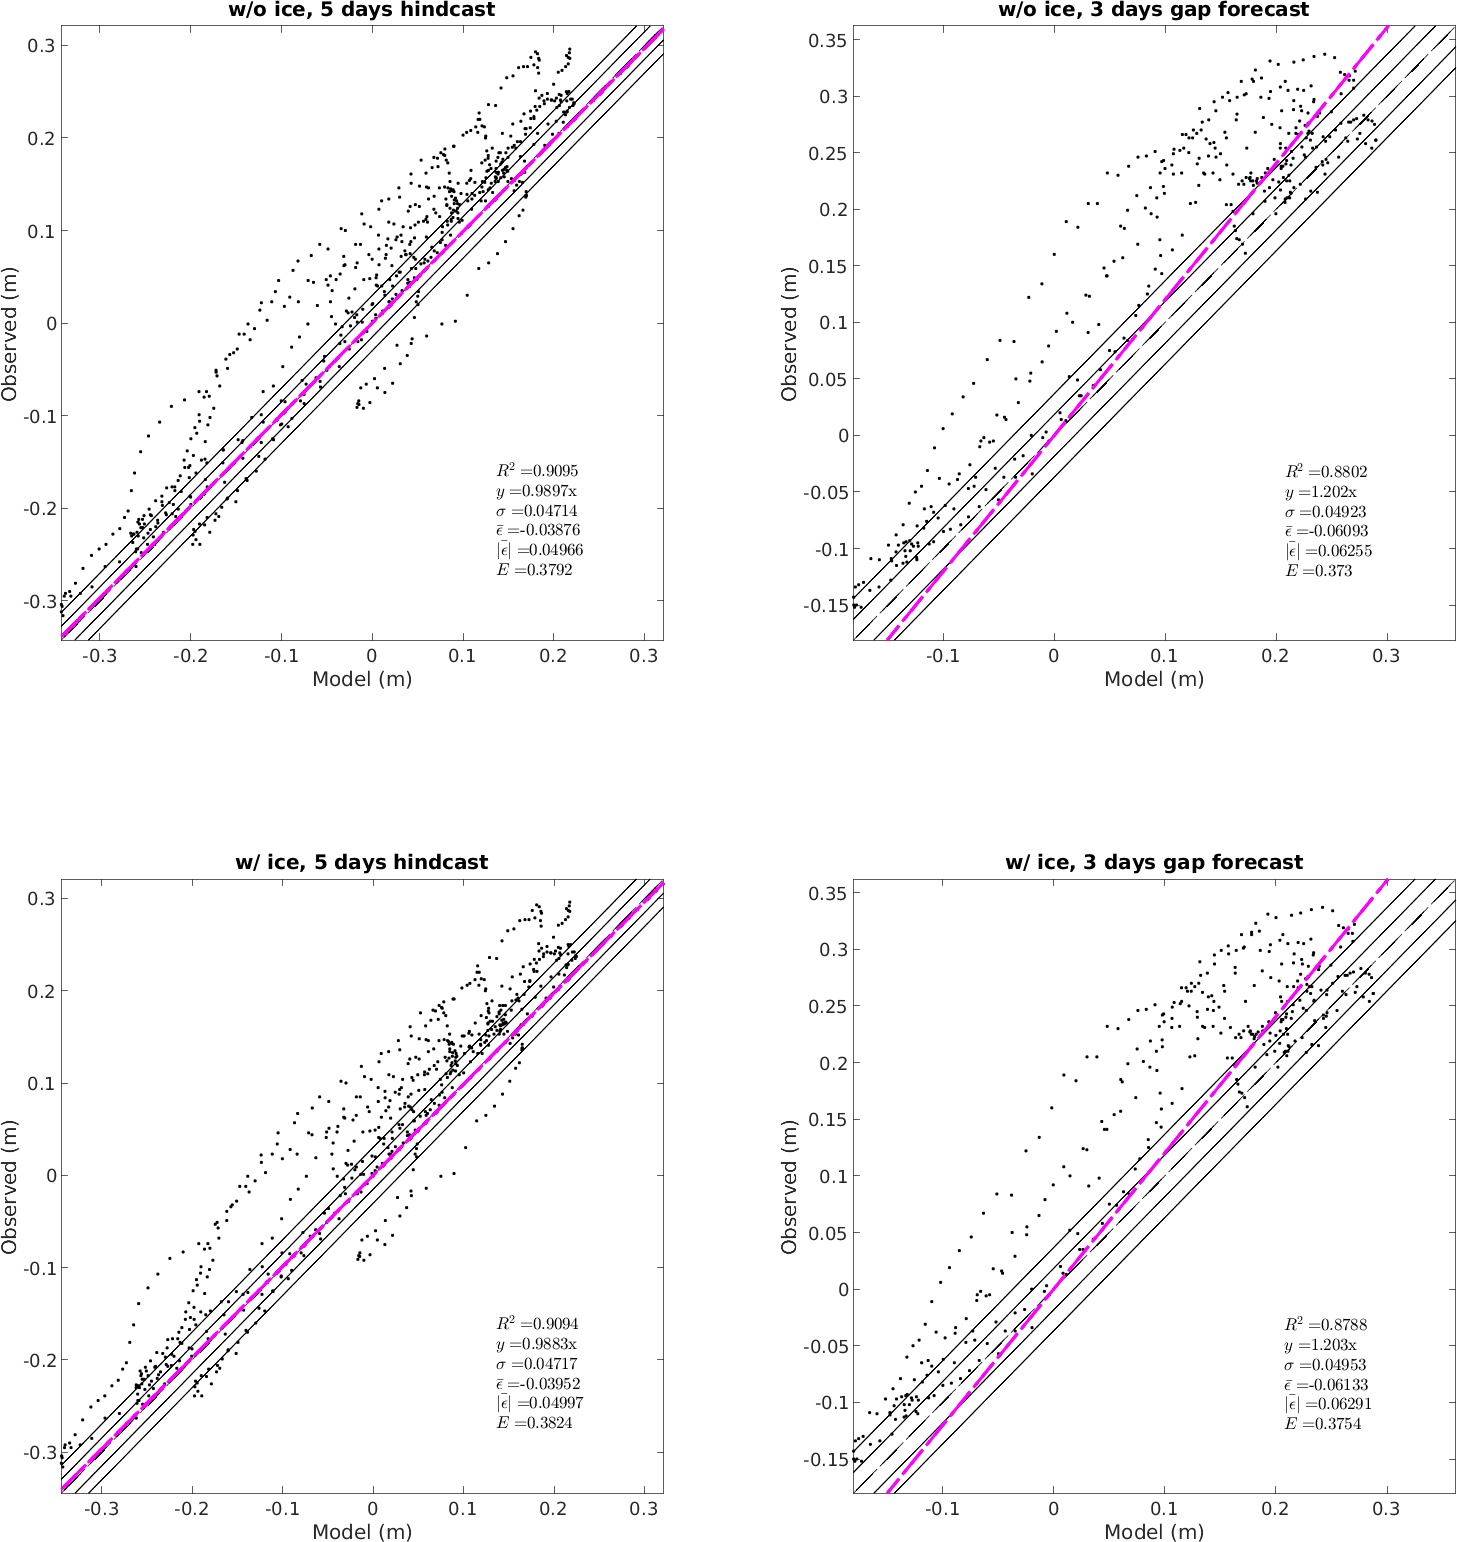 w/o ice, 5 days hindcast
0.3
0.2
0.1
0
-0.1
-0.2
-0.3
Observed (m)
R² =0.9095
y =0.9897x
σ =0.04714
ε̄ =-0.03876
|ε̄| =0.04966
E =0.3792
-0.3 -0.2 -0.1 0 0.1 0.2 0.3
Model (m)
w/o ice, 3 days gap forecast
0.35
0.3
0.25
0.2
0.15
0.1
0.05
0
-0.05
-0.1
-0.15
Observed (m)
R² =0.8802
y =1.202x
σ =0.04923
ε̄ =-0.06093
|ε̄| =0.06255
E =0.373
-0.1 0 0.1 0.2 0.3
Model (m)
w/ ice, 5 days hindcast
0.3
0.2
0.1
0
-0.1
-0.2
-0.3
Observed (m)
R² =0.9094
y =0.9883x
σ =0.04717
ε̄ =-0.03952
|ε̄| =0.04997
E =0.3824
-0.3 -0.2 -0.1 0 0.1 0.2 0.3
Model (m)
w/ ice, 3 days gap forecast
0.35
0.3
0.25
0.2
0.15
0.1
0.05
0
-0.05
-0.1
-0.15
Observed (m)
R² =0.8788
y =1.203x
σ =0.04953
ε̄ =-0.06133
|ε̄| =0.06291
E =0.3754
-0.1 0 0.1 0.2 0.3
Model (m)